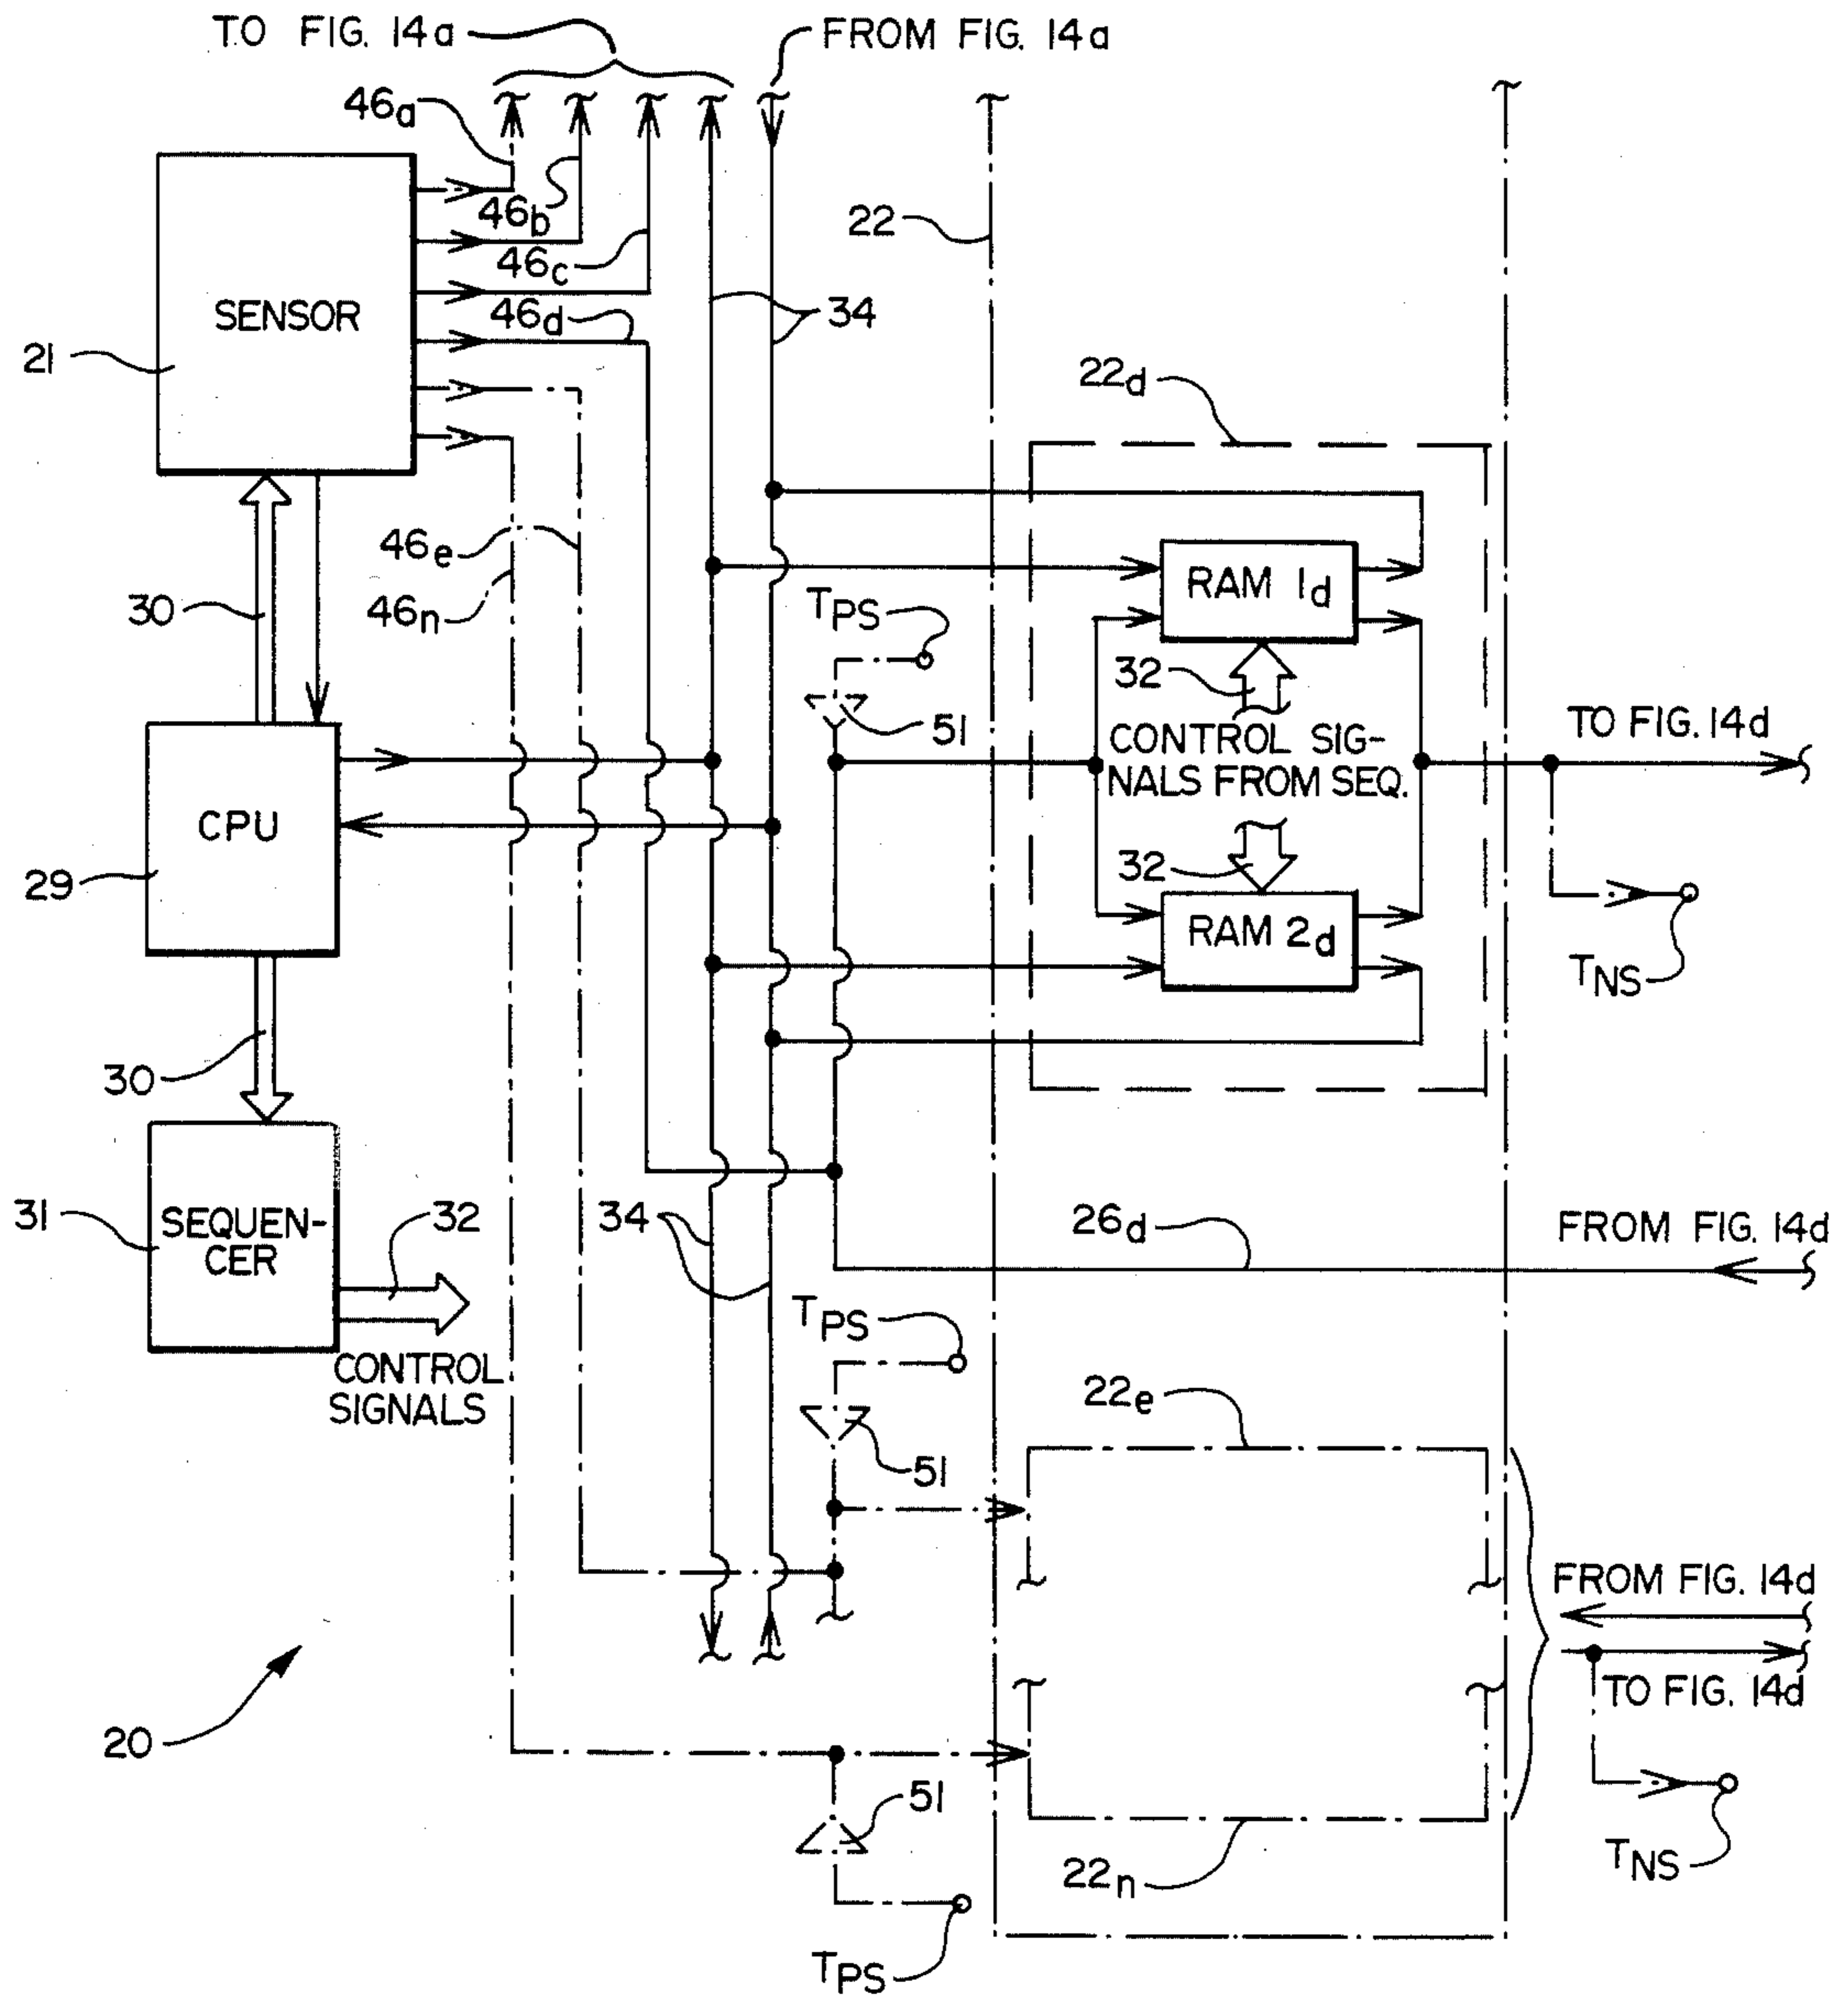 TO FIG. 14a
FROM FIG. 14a
46a
46b
46c
46d
SENSOR
21
22
34
22d
46e
46n
30
TPS
RAM 1d
32
51
CONTROL SIG-
NALS FROM SEQ.
TO FIG. 14d
CPU
29
32
RAM 2d
TNS
30
31
SEQUEN-
CER
32
34
26d
FROM FIG. 14d
CONTROL
SIGNALS
TPS
22e
51
FROM FIG. 14d
TO FIG. 14d
20
51
22n
TNS
TPS